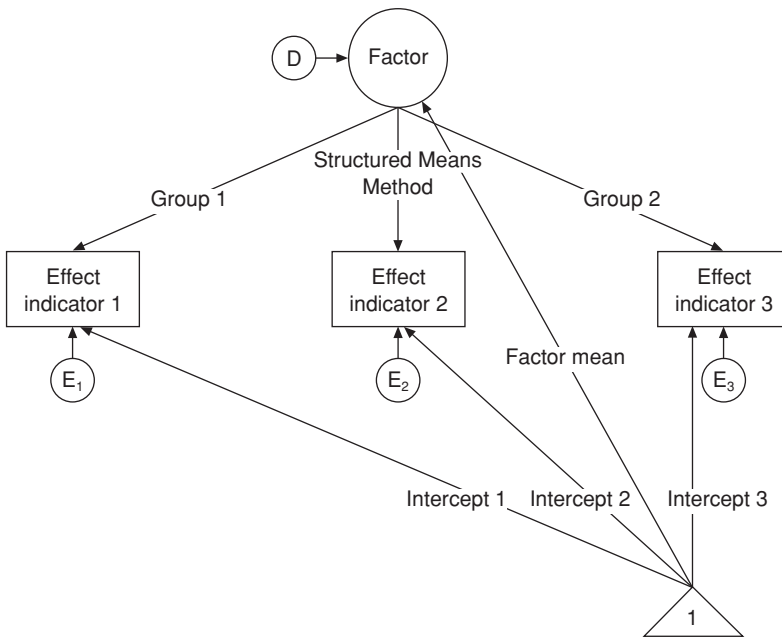 D
Factor
Structured Means
Method
Group 1
Group 2
Effect
indicator 1
Effect
indicator 2
Effect
indicator 3
Factor mean
E₁
E₂
E₃
Intercept 1
Intercept 2
Intercept 3
1